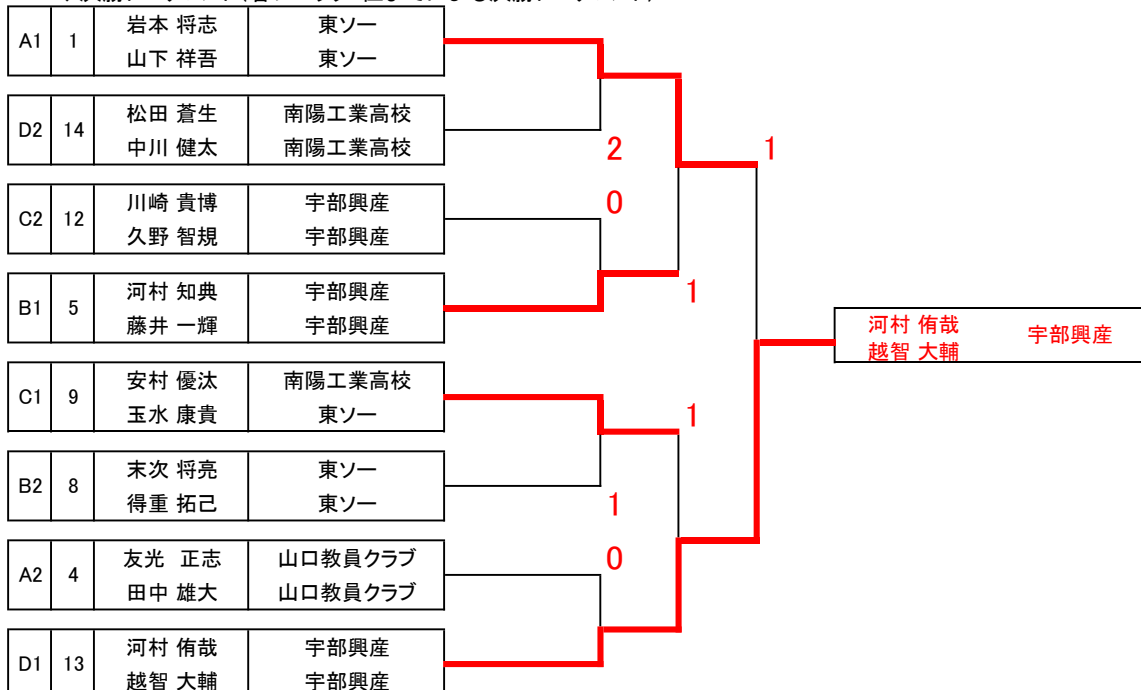 A1 1 岩本 将志 東ソー
山下 祥吾 東ソー
D2 14 松田 蒼生 南陽工業高校
中川 健太 南陽工業高校
2
1
C2 12 川崎 貴博 宇部興産
久野 智規 宇部興産
0
B1 5 河村 知典 宇部興産
藤井 一輝 宇部興産
1
河村 侑哉 宇部興産
越智 大輔
C1 9 安村 優汰 南陽工業高校
玉水 康貴 東ソー
1
B2 8 末次 将亮 東ソー
得重 拓己 東ソー
1
A2 4 友光 正志 山口教員クラブ
田中 雄大 山口教員クラブ
0
D1 13 河村 侑哉 宇部興産
越智 大輔 宇部興産